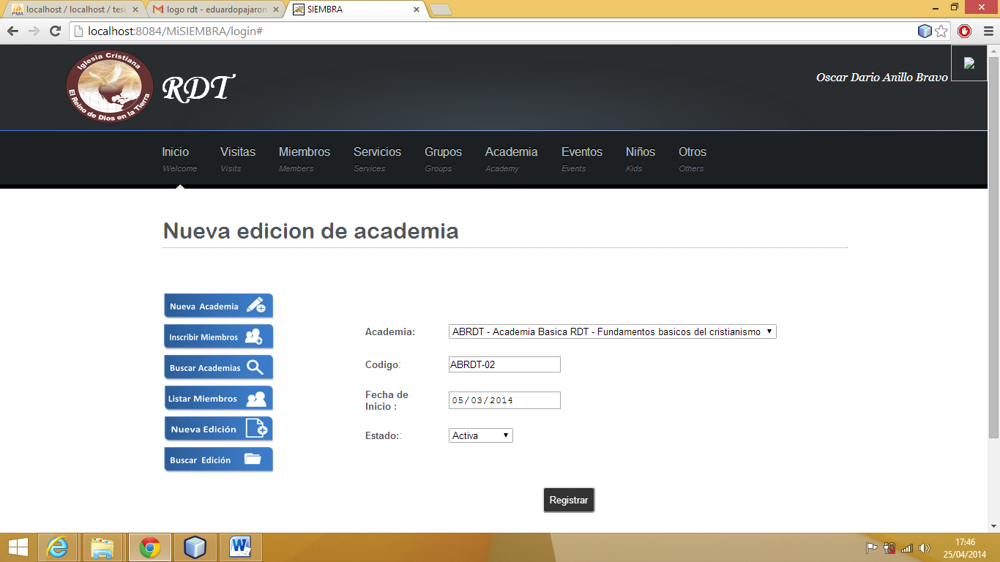 localhost / localhost / tesi
logo rdt - eduardopajaron
SIEMBRA
localhost:8084/MiSIEMBRA/login#
Iglesia Cristiana
El Reino de Dios en la Tierra
RDT
Oscar Dario Anillo Bravo
Inicio Visitas Miembros Servicios Grupos Academia Eventos Niños Otros
Welcome Visits Members Services Groups Academy Events Kids Others
Nueva edicion de academia
Nueva Academia
Inscribir Miembros
Buscar Academias
Listar Miembros
Nueva Edición
Buscar Edición
Academia: ABRDT - Academia Basica RDT - Fundamentos basicos del cristianismo
Codigo: ABRDT-02
Fecha de
Inicio : 05/03/2014
Estado:: Activa
Registrar
17:46
25/04/2014